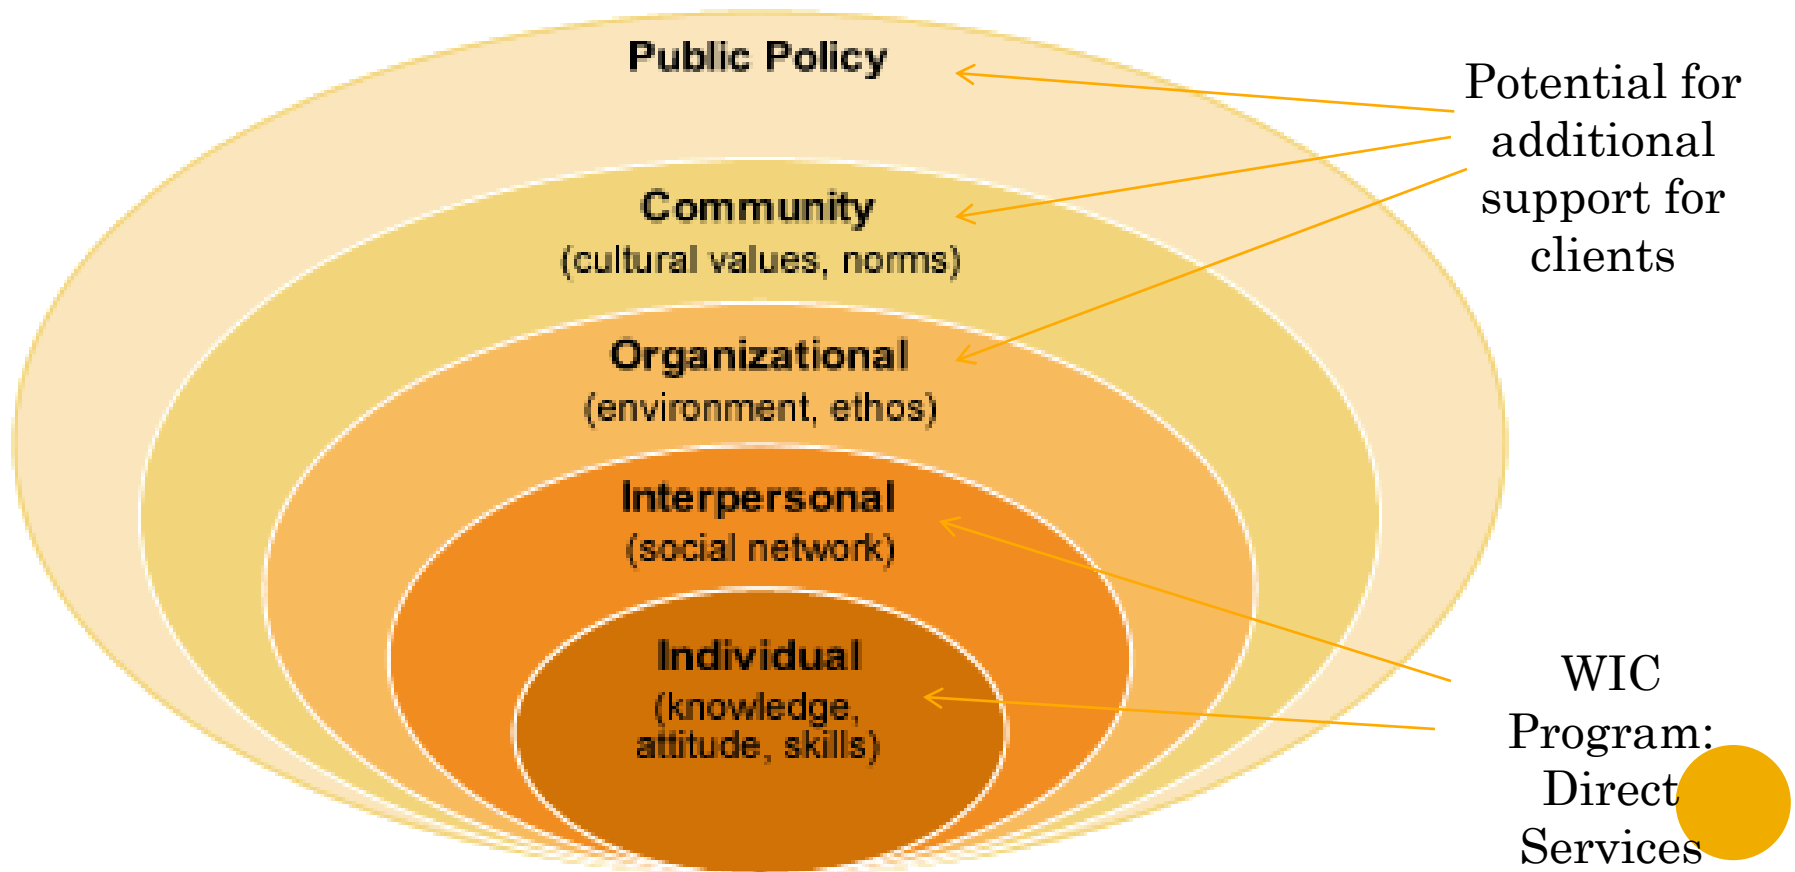 Public Policy
Community
(cultural values, norms)
Organizational
(environment, ethos)
Interpersonal
(social network)
Individual
(knowledge,
attitude, skills)
Potential for
additional
support for
clients
WIC
Program:
Direct
Services